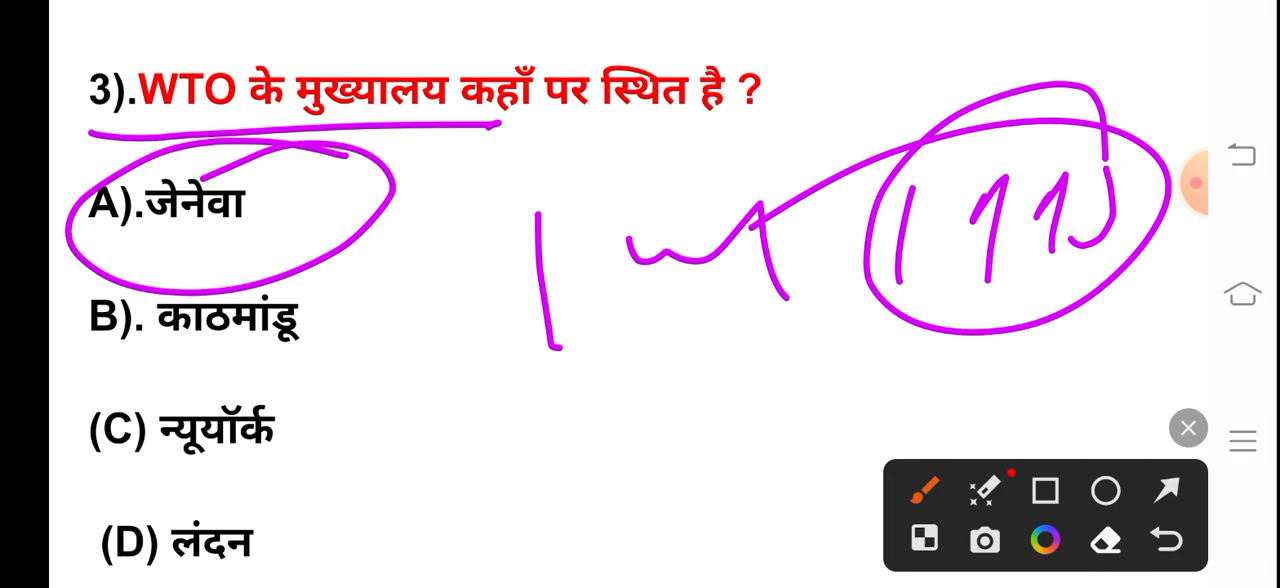 3).WTO के मुख्यालय कहाँ पर स्थित है ?
A).जेनेवा
B). काठमांडू
(C) न्यूयॉर्क
(D) लंदन